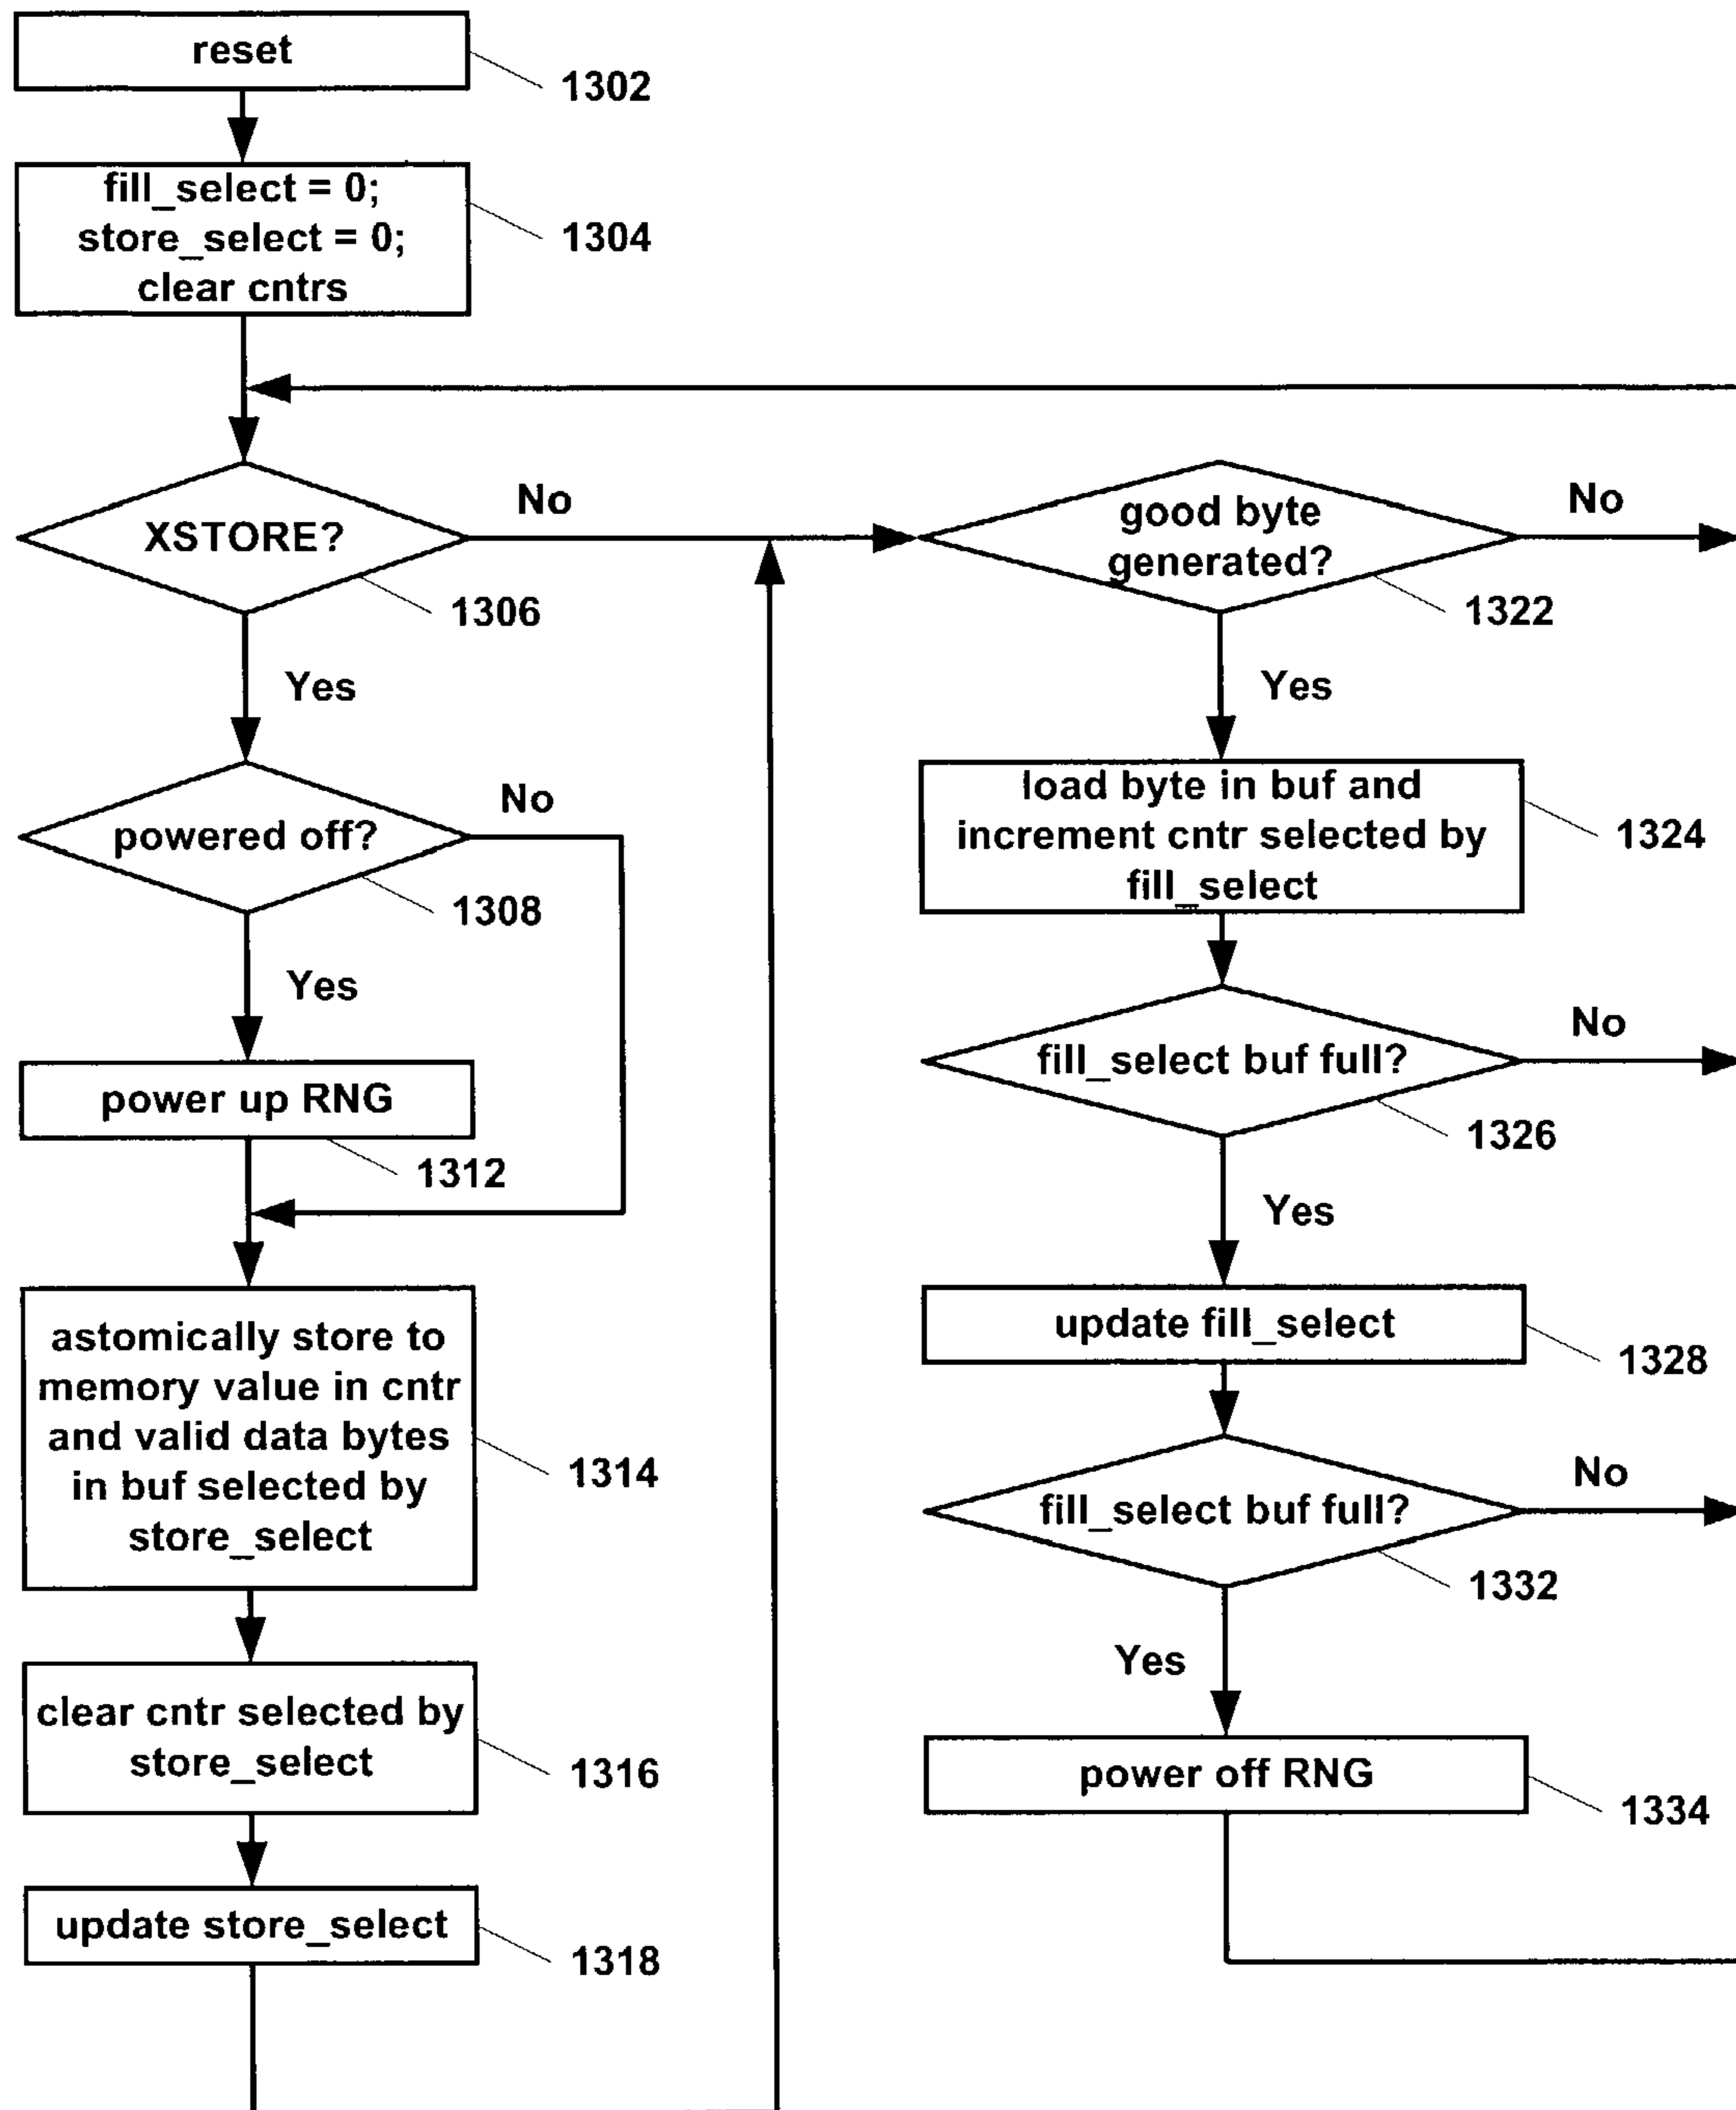 reset
1302
fill_select = 0;
store_select = 0;
clear cntrs
1304
XSTORE?
No
1306
Yes
powered off?
No
1308
Yes
power up RNG
1312
astomically store to
memory value in cntr
and valid data bytes
in buf selected by
store_select
1314
clear cntr selected by
store_select
1316
update store_select
1318
good byte
generated?
No
1322
Yes
load byte in buf and
increment cntr selected by
fill_select
1324
fill_select buf full?
No
1326
Yes
update fill_select
1328
fill_select buf full?
No
1332
Yes
power off RNG
1334